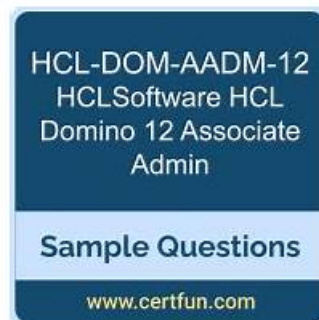 HCL-DOM-AADM-12
HCLSoftware HCL
Domino 12 Associate
Admin
Sample Questions
www.certfun.com